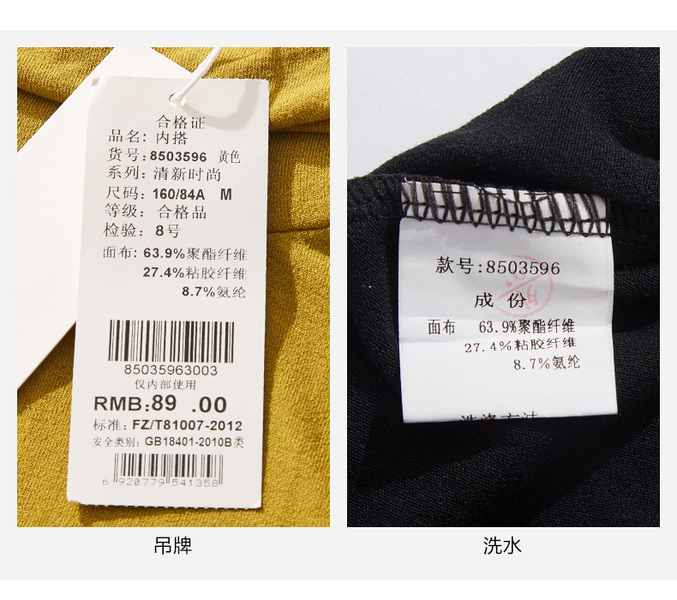 合格证
品名: 内搭
货号: 8503596 黄色
系列: 清新时尚
尺码: 160/84A M
等级: 合格品
检验: 8号
面布: 63.9%聚酯纤维
27.4%粘胶纤维
8.7%氨纶
85035963003
仅内部使用
RMB:89 .00
标准: FZ/T81007-2012
安全类别: GB18401-2010B类
6 920779 541358
吊牌
款号:8503596
成 份
面布 63.9%聚酯纤维
27.4%粘胶纤维
8.7%氨纶
洗水